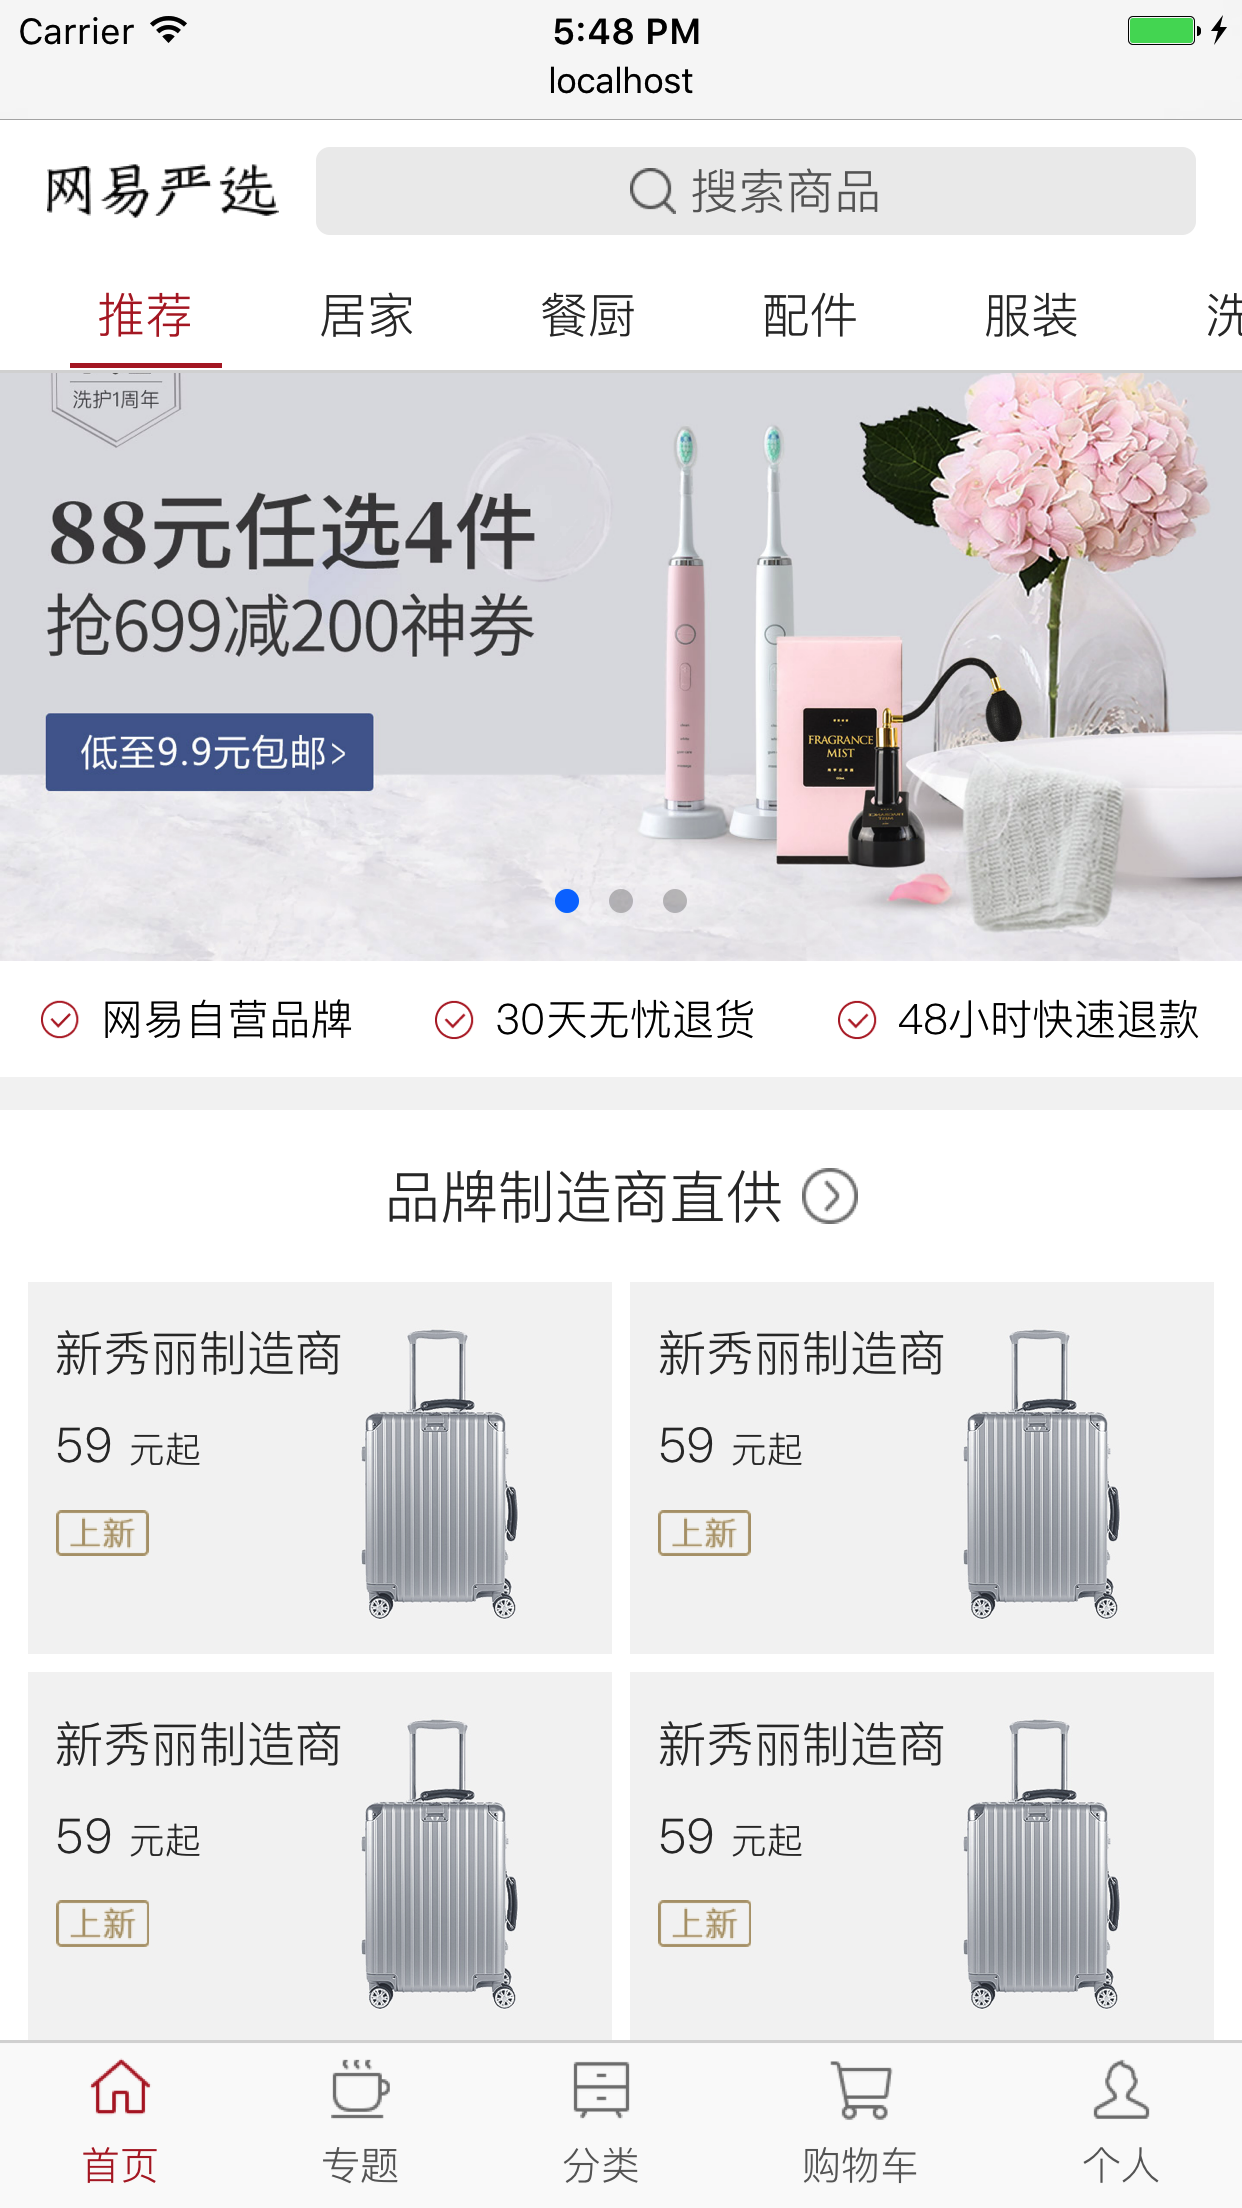 Carrier 5:48 PM
localhost
网易严选 搜索商品
推荐 居家 餐厨 配件 服装 洗
洗护1周年
88元任选4件
抢699减200神券
低至9.9元包邮>
FRAGRANCE
MIST
网易自营品牌 30天无忧退货 48小时快速退款
品牌制造商直供
新秀丽制造商 新秀丽制造商
59 元起 59 元起
上新 上新
新秀丽制造商 新秀丽制造商
59 元起 59 元起
上新 上新
首页 专题 分类 购物车 个人